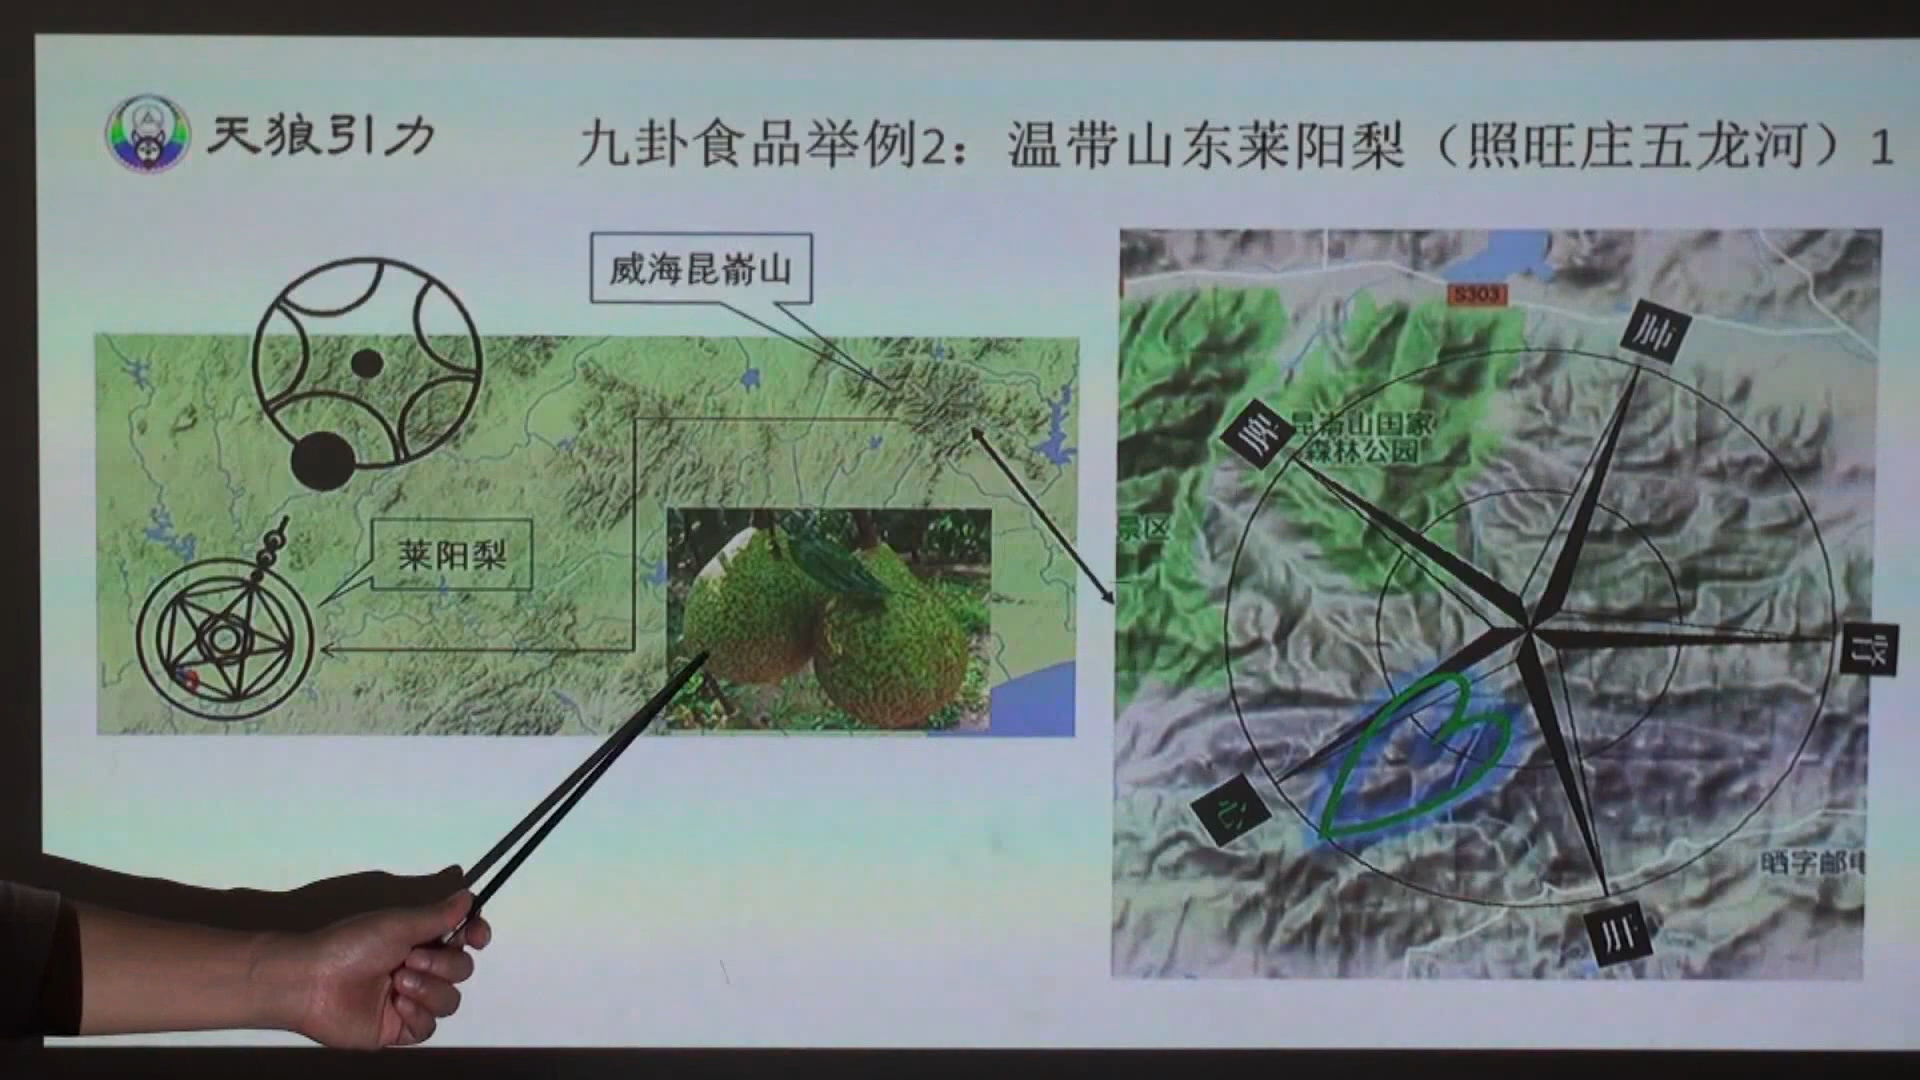 天狼引力
九卦食品举例2：温带山东莱阳梨（照旺庄五龙河）1
威海昆嵛山
莱阳梨
S303
肺
脾
昆嵛山国家
森林公园
景区
肾
心
晒字邮电